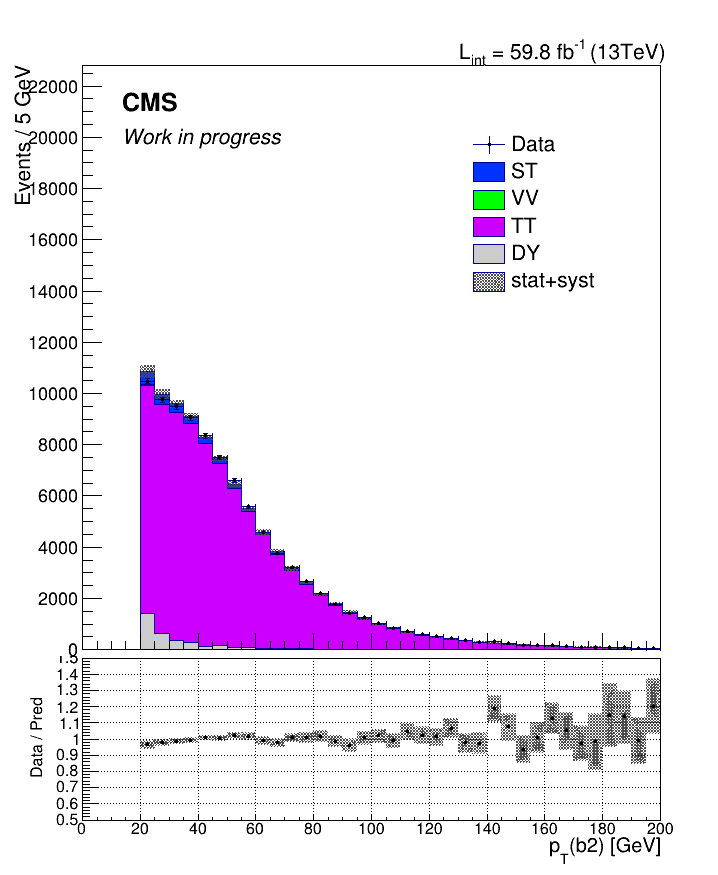 L_int = 59.8 fb^-1 (13TeV)
Events / 5 GeV
CMS
Work in progress
Data
ST
VV
TT
DY
stat+syst
22000
20000
18000
16000
14000
12000
10000
8000
6000
4000
2000
0
Data / Pred
1.5
1.4
1.3
1.2
1.1
1
0.9
0.8
0.7
0.6
0.5
0 20 40 60 80 100 120 140 160 180 200
p_T(b2) [GeV]